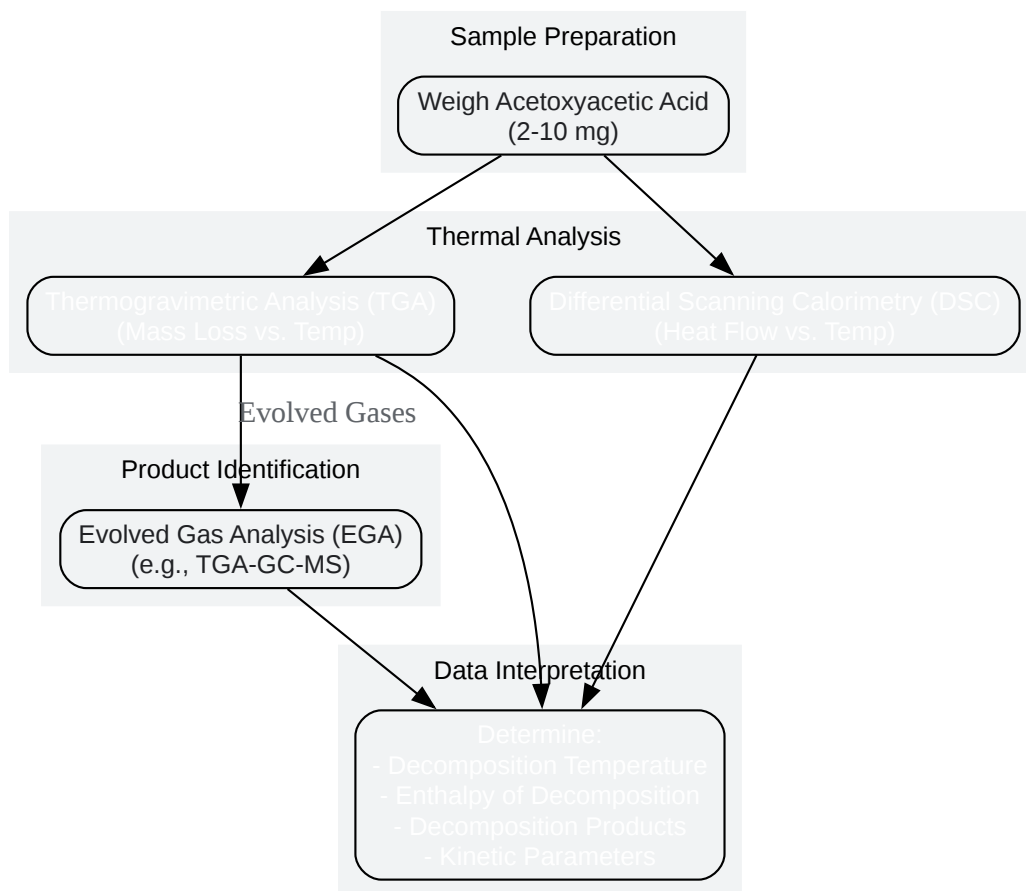 Sample Preparation
Weigh Acetoxyacetic Acid
(2-10 mg)
Thermal Analysis
Thermogravimetric Analysis (TGA)
(Mass Loss vs. Temp)
Differential Scanning Calorimetry (DSC)
(Heat Flow vs. Temp)
Evolved Gases
Product Identification
Evolved Gas Analysis (EGA)
(e.g., TGA-GC-MS)
Data Interpretation
Determine:
- Decomposition Temperature
- Enthalpy of Decomposition
- Decomposition Products
- Kinetic Parameters